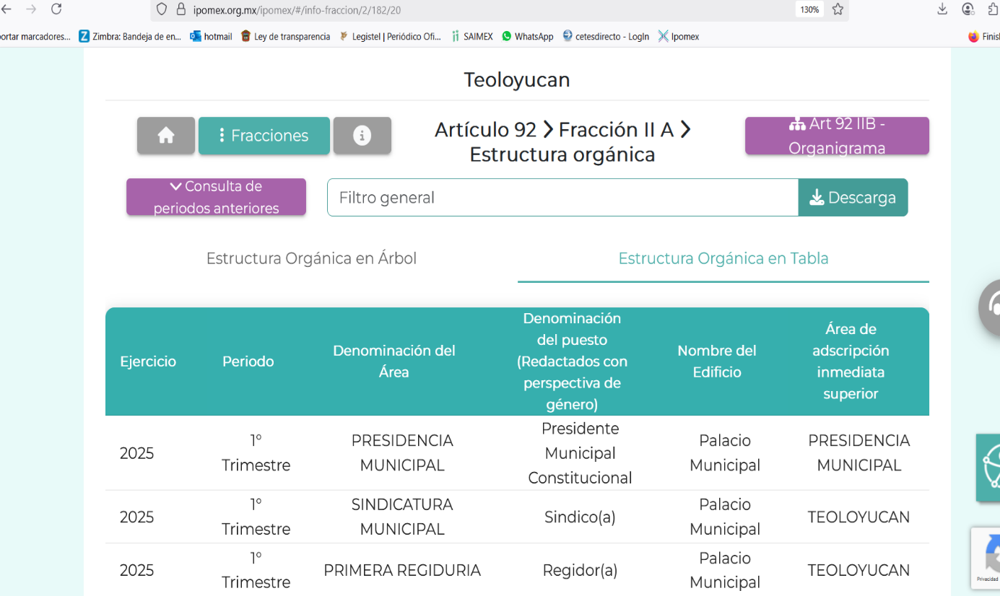 ipomex.org.mx/ipomex/#/info-fraccion/2/182/20
130%
ortar marcadores... Zimbra: Bandeja de en... hotmail Ley de transparencia Legistel | Periódico Ofi... SAIMEX WhatsApp cetesdirecto - LogIn Ipomex
Teoloyucan
Fracciones
Artículo 92 > Fracción II A >
Estructura orgánica
Art 92 IIB -
Organigrama
Consulta de
periodos anteriores
Filtro general
Descarga
Estructura Orgánica en Árbol
Estructura Orgánica en Tabla
Ejercicio
Periodo
Denominación del
Área
Denominación
del puesto
(Redactados con
perspectiva de
género)
Nombre del
Edificio
Área de
adscripción
inmediata
superior
2025
1°
Trimestre
PRESIDENCIA
MUNICIPAL
Presidente
Municipal
Constitucional
Palacio
Municipal
PRESIDENCIA
MUNICIPAL
2025
1°
Trimestre
SINDICATURA
MUNICIPAL
Sindico(a)
Palacio
Municipal
TEOLOYUCAN
2025
1°
Trimestre
PRIMERA REGIDURIA
Regidor(a)
Palacio
Municipal
TEOLOYUCAN
Privacidad